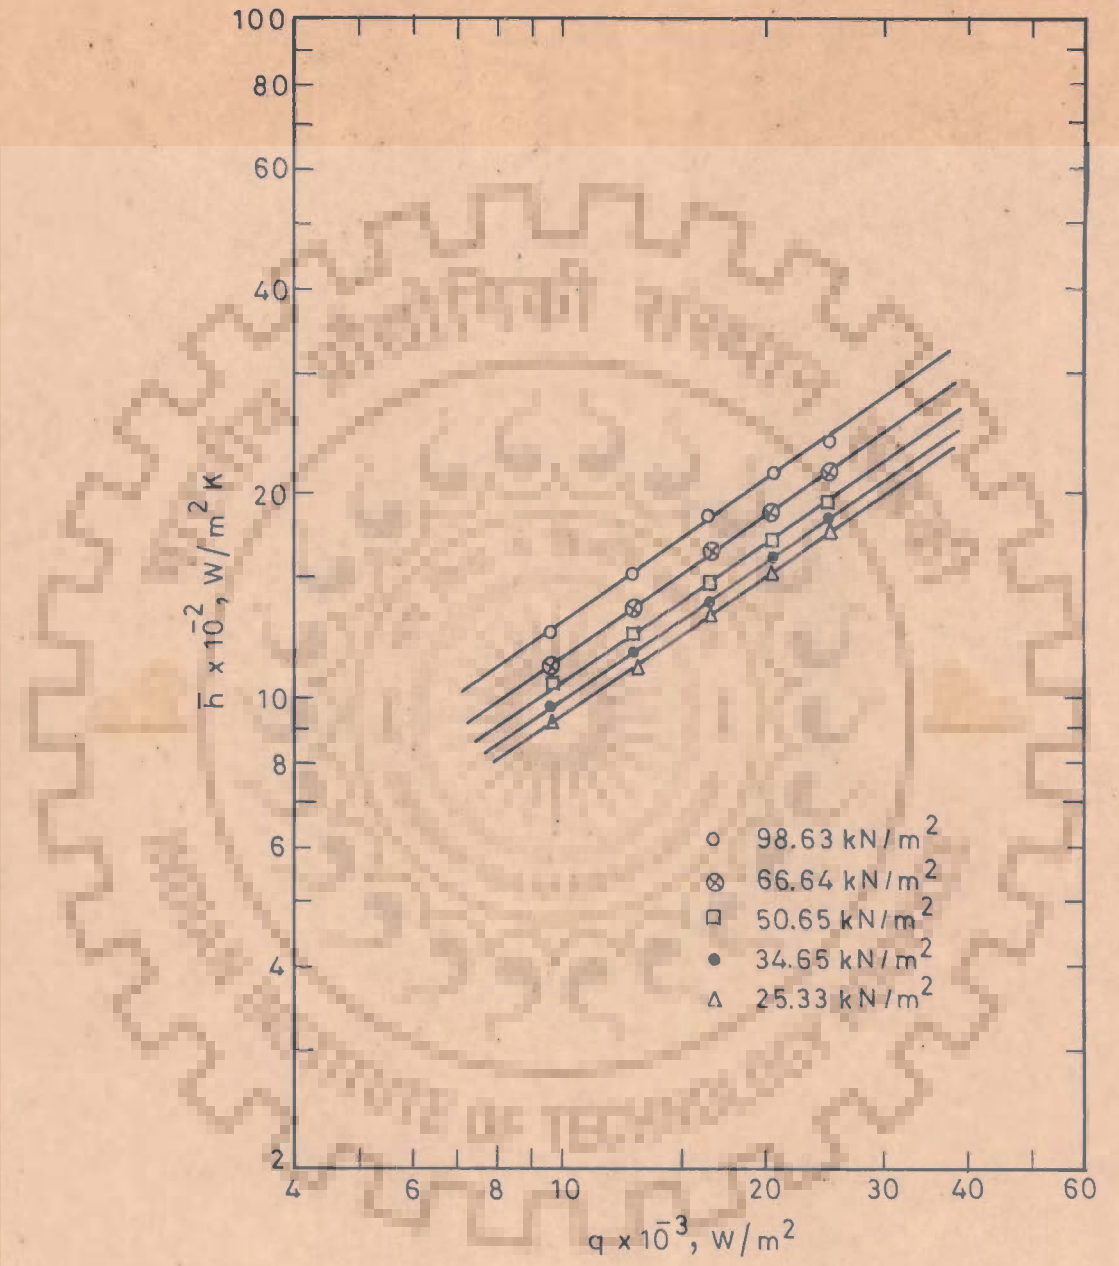 100
80
60
40
20
10
8
6
4
2
h̅ x 10⁻², W/m² K
○ 98.63 kN/m²
⊗ 66.64 kN/m²
□ 50.65 kN/m²
● 34.65 kN/m²
△ 25.33 kN/m²
4 6 8 10 20 30 40 60
q x 10⁻³, W/m²
OF TECHNOLOGY